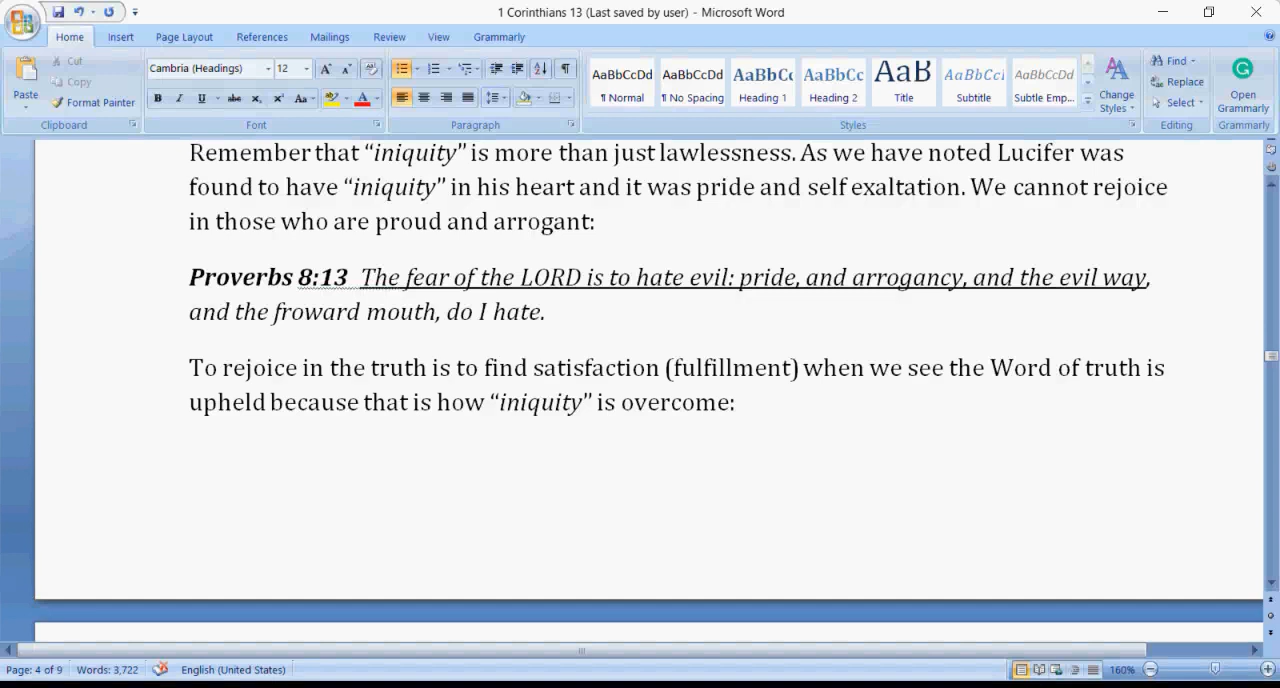 1 Corinthians 13 (Last saved by user) - Microsoft Word
Home Insert Page Layout References Mailings Review View Grammarly
Paste Cut Copy Format Painter Clipboard
Cambria (Headings) 12
B I U abc x₂ x² Aa A
Font
Paragraph
AaBbCcDd AaBbCcDd AaBbCc AaBbCc AaB AaBbCcI AaBbCcDd
¶ Normal ¶ No Spacing Heading 1 Heading 2 Title Subtitle Subtle Emp...
Change Styles
Styles
Find Replace Select Editing
Open Grammarly
Grammarly
Remember that “iniquity” is more than just lawlessness. As we have noted Lucifer was
found to have “iniquity” in his heart and it was pride and self exaltation. We cannot rejoice
in those who are proud and arrogant:
Proverbs 8:13 The fear of the LORD is to hate evil: pride, and arrogancy, and the evil way,
and the froward mouth, do I hate.
To rejoice in the truth is to find satisfaction (fulfillment) when we see the Word of truth is
upheld because that is how “iniquity” is overcome:
Page: 4 of 9 Words: 3,722 English (United States) 160%